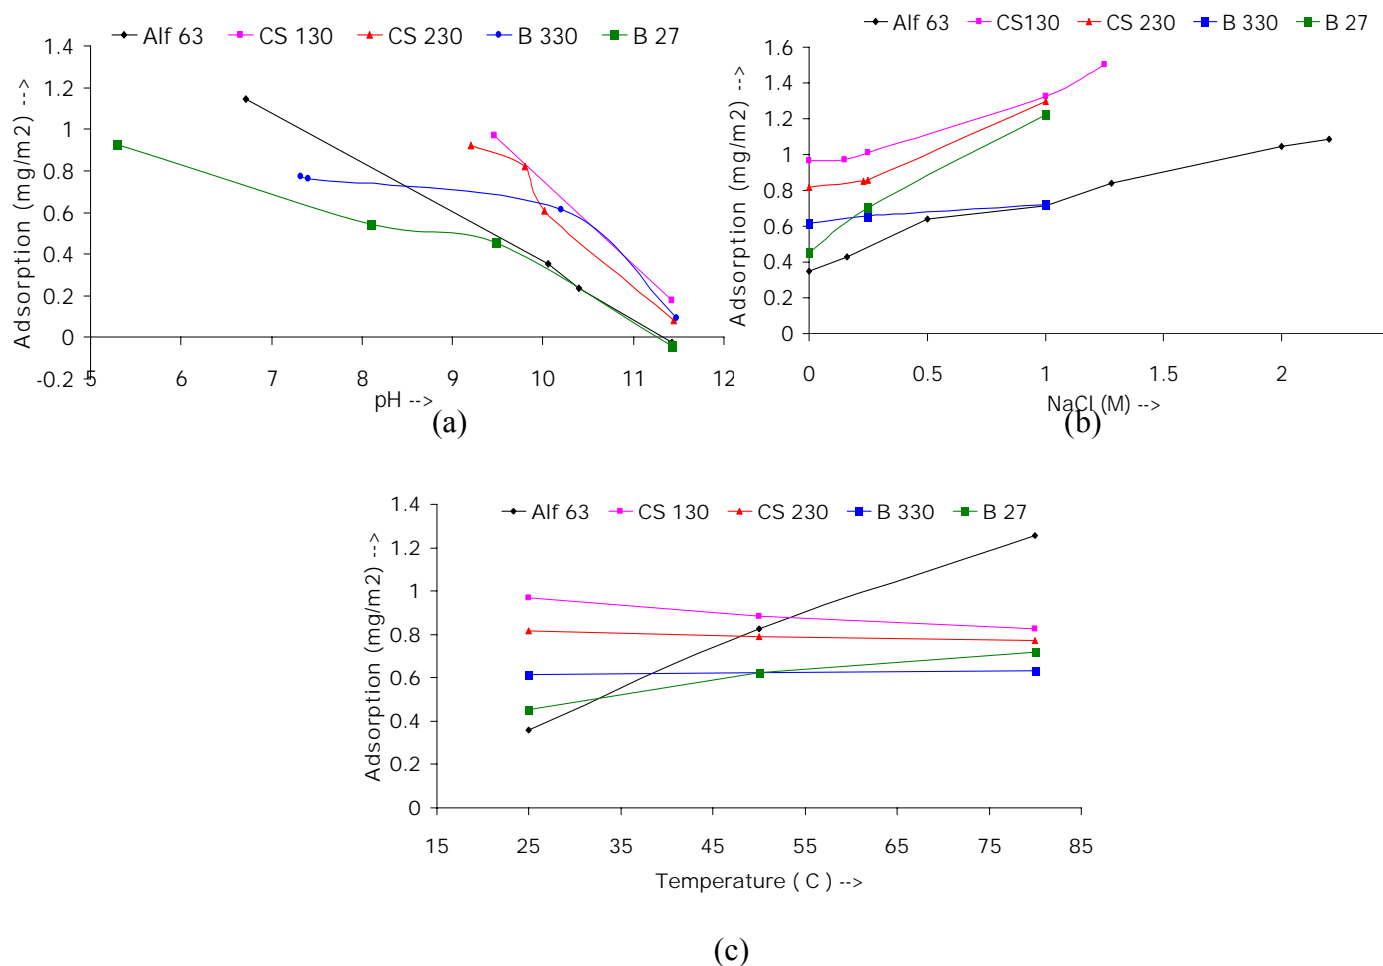 Alf 63 CS 130 CS 230 B 330 B 27
1.4
1.2
1
0.8
0.6
0.4
0.2
0
-0.2
Adsorption (mg/m2) -->
5 6 7 8 9 10 11 12
pH -->
(a)
Alf 63 CS130 CS 230 B 330 B 27
1.6
1.4
1.2
1
0.8
0.6
0.4
0.2
0
Adsorption (mg/m2) -->
0 0.5 1 1.5 2
NaCl (M) -->
(b)
1.4
Alf 63 CS 130 CS 230 B 330 B 27
1.2
1
0.8
0.6
0.4
0.2
0
Adsorption (mg/m2) -->
15 25 35 45 55 65 75 85
Temperature ( C ) -->
(c)